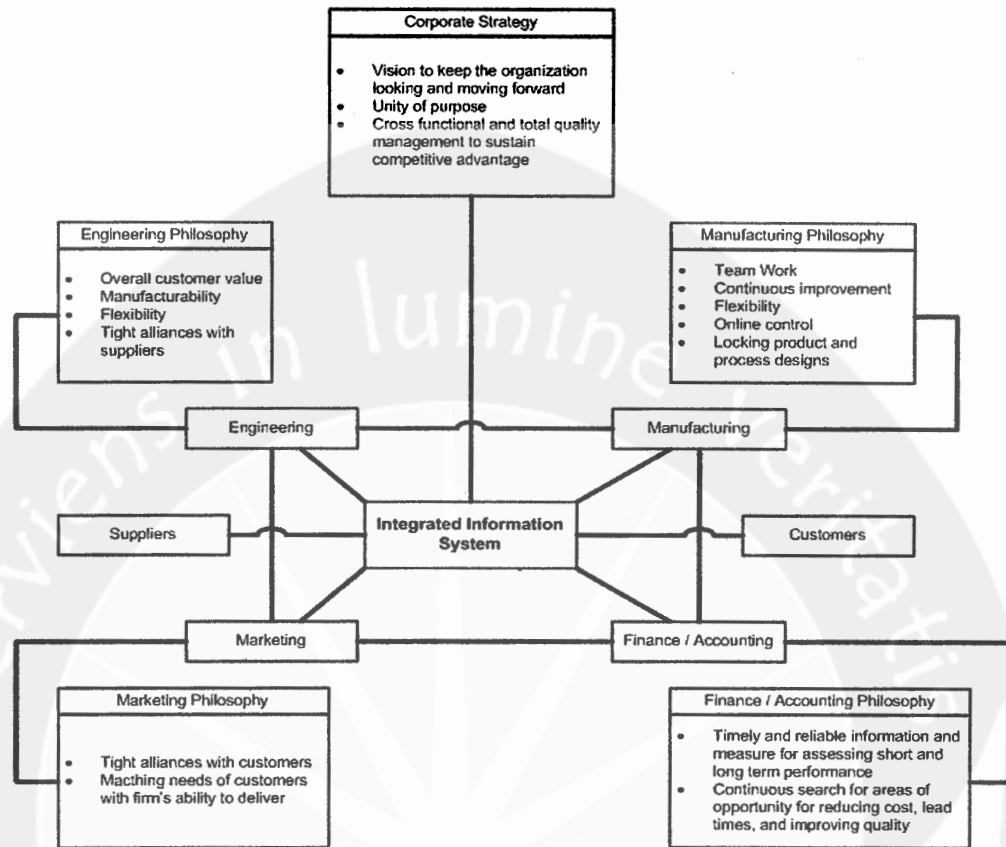 Corporate Strategy
• Vision to keep the organization
looking and moving forward
• Unity of purpose
• Cross functional and total quality
management to sustain
competitive advantage
Engineering Philosophy
• Overall customer value
• Manufacturability
• Flexibility
• Tight alliances with
suppliers
Manufacturing Philosophy
• Team Work
• Continuous improvement
• Flexibility
• Online control
• Locking product and
process designs
Engineering
Manufacturing
Suppliers
Integrated Information
System
Customers
Marketing
Finance / Accounting
Marketing Philosophy
• Tight alliances with customers
• Macthing needs of customers
with firm's ability to deliver
Finance / Accounting Philosophy
• Timely and reliable information and
measure for assessing short and
long term performance
• Continuous search for areas of
opportunity for reducing cost, lead
times, and improving quality
in lumine veritatis